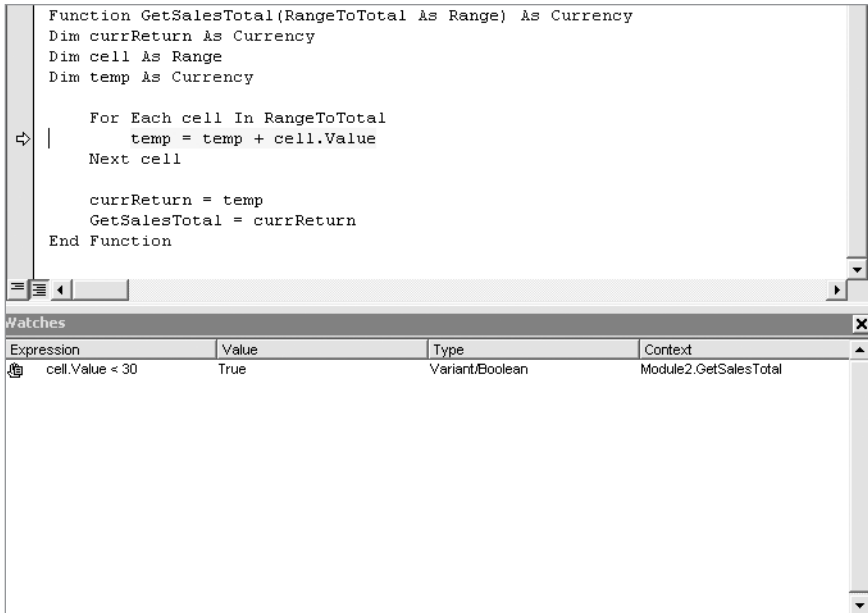 Function GetSalesTotal(RangeToTotal As Range) As Currency
Dim currReturn As Currency
Dim cell As Range
Dim temp As Currency
For Each cell In RangeToTotal
temp = temp + cell.Value
Next cell
currReturn = temp
GetSalesTotal = currReturn
End Function
Watches
Expression Value Type Context
cell.Value < 30 True Variant/Boolean Module2.GetSalesTotal